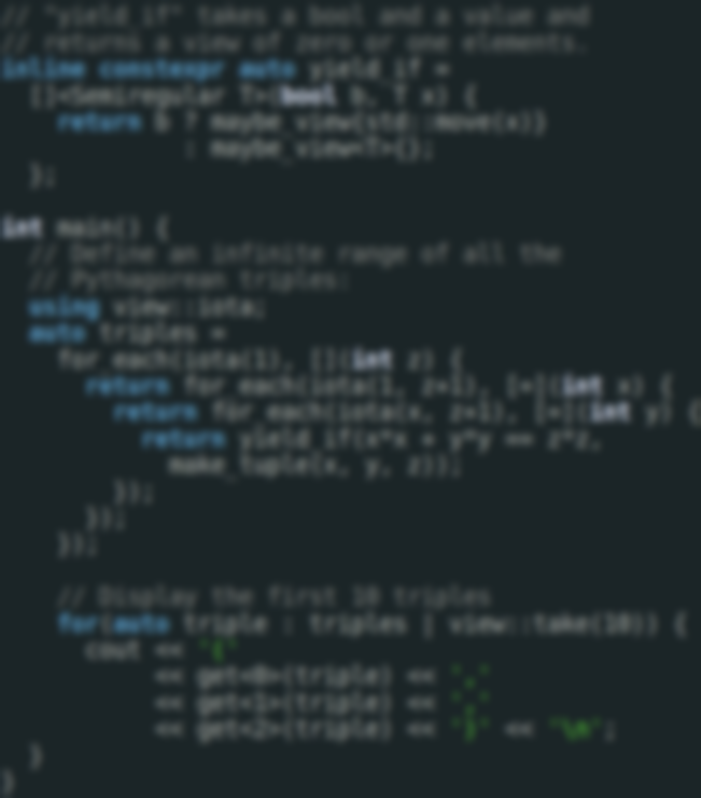 // "yield_if" takes a bool and a value and
// returns a view of zero or one elements.
inline constexpr auto yield_if =
[]<Semiregular T>(bool b, T x) {
return b ? maybe_view{std::move(x)}
: maybe_view<T>{};
};
int main() {
// Define an infinite range of all the
// Pythagorean triples:
using view::iota;
auto triples =
for_each(iota(1), [](int z) {
return for_each(iota(1, z+1), [=](int x) {
return for_each(iota(x, z+1), [=](int y) {
return yield_if(x*x + y*y == z*z,
make_tuple(x, y, z));
});
});
});
// Display the first 10 triples
for(auto triple : triples | view::take(10)) {
cout << '('
<< get<0>(triple) << ','
<< get<1>(triple) << ','
<< get<2>(triple) << ')' << '\n';
}
}